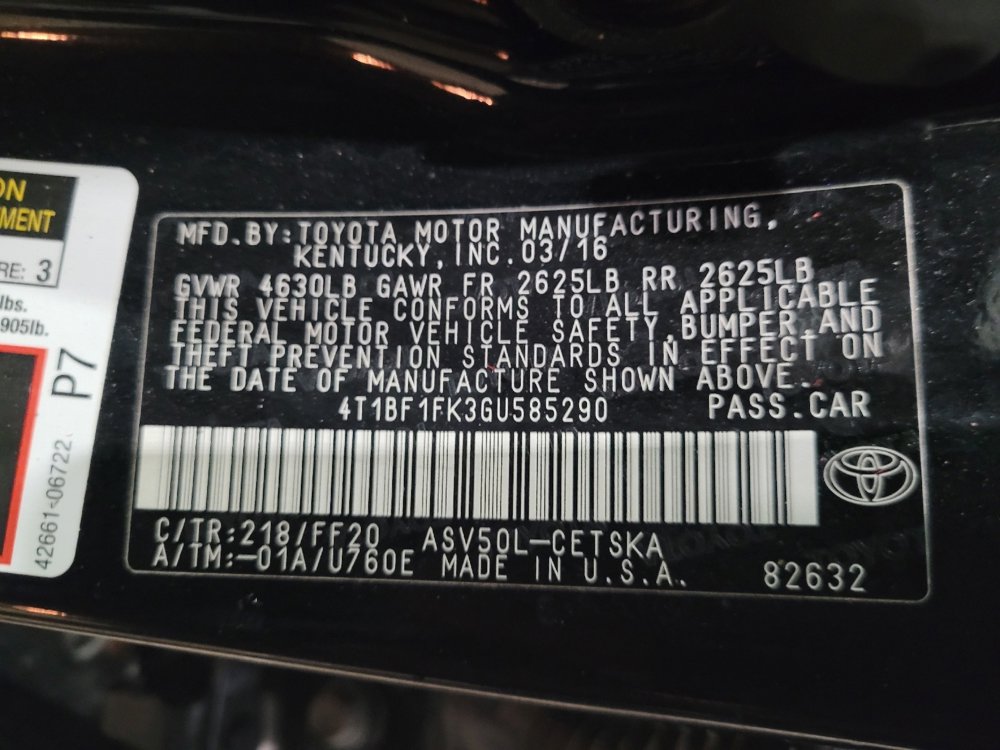 ON
MENT
RE: 3
lbs.
905lb.
P7
42661-06722
MFD.BY:TOYOTA MOTOR MANUFACTURING,
KENTUCKY, INC. 03/16
GVWR 4630LB GAWR FR 2625LB RR 2625LB
THIS VEHICLE CONFORMS TO ALL APPLICABLE
FEDERAL MOTOR VEHICLE SAFETY,BUMPER,AND
THEFT PREVENTION STANDARDS IN EFFECT ON
THE DATE OF MANUFACTURE SHOWN ABOVE.
4T1BF1FK3GU585290 PASS.CAR
C/TR:218/FF20 ASV50L-CETSKA
A/TM:-01A/U760E MADE IN U.S.A.
82632